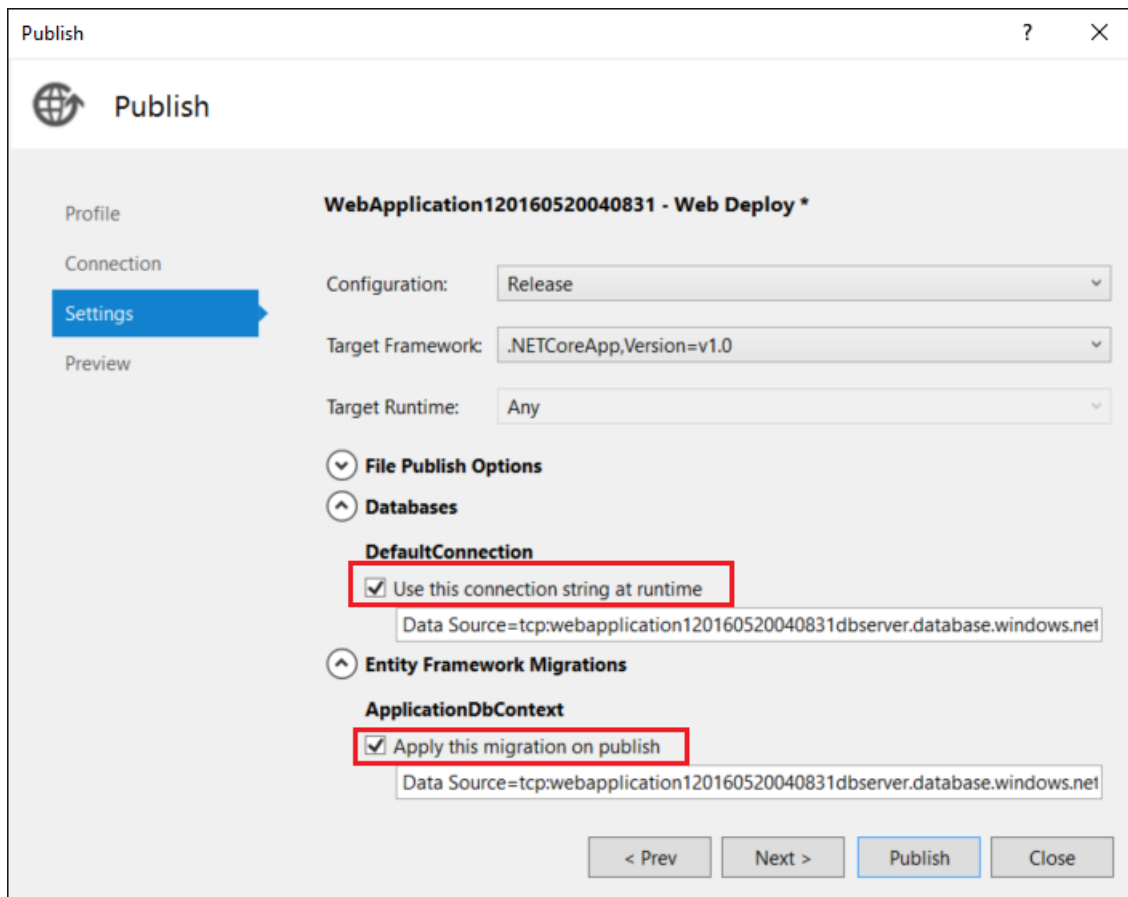 Publish
?
Publish
Profile
Connection
Settings
Preview
WebApplication120160520040831 - Web Deploy *
Configuration: Release
Target Framework: .NETCoreApp,Version=v1.0
Target Runtime: Any
File Publish Options
Databases
DefaultConnection
Use this connection string at runtime
Data Source=tcp:webapplication120160520040831dbserver.database.windows.net
Entity Framework Migrations
ApplicationDbContext
Apply this migration on publish
Data Source=tcp:webapplication120160520040831dbserver.database.windows.net
< Prev Next > Publish Close